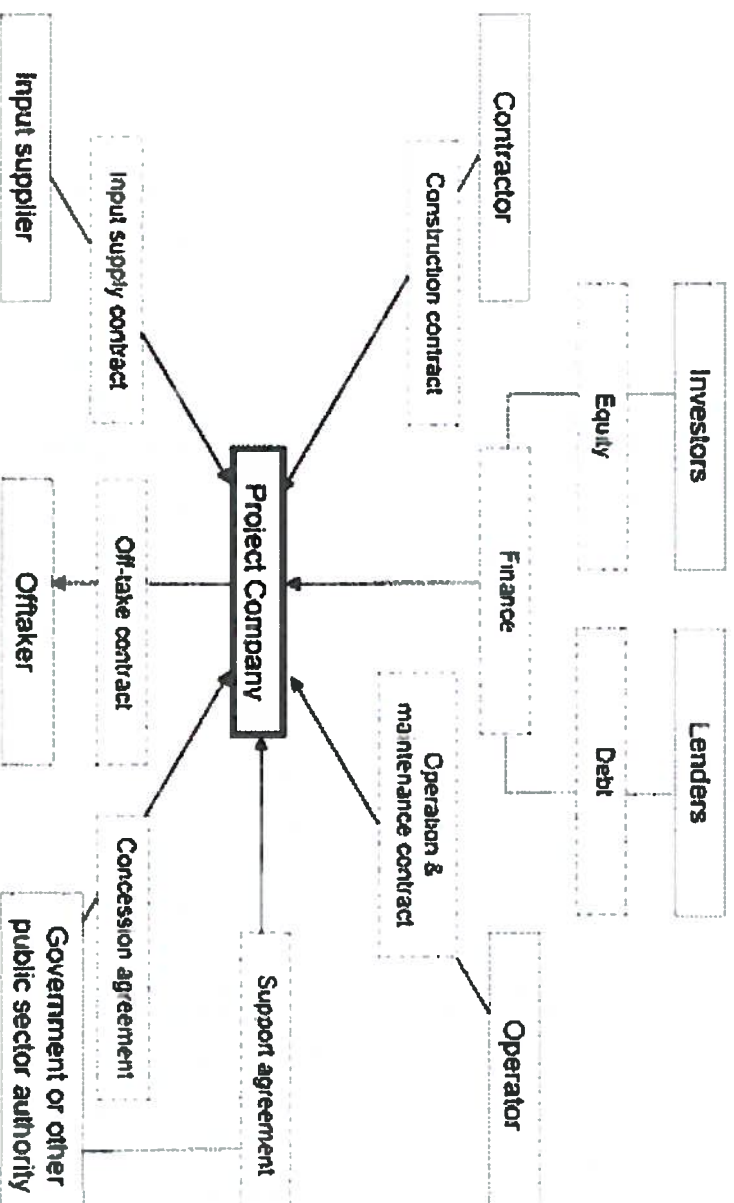 Investors
Lenders
Equity
Debt
Finance
Contractor
Construction contract
Operation &
maintenance contract
Operator
Project Company
Support agreement
Input supply contract
Off-take contract
Concession agreement
Input supplier
Offtaker
Government or other
public sector authority